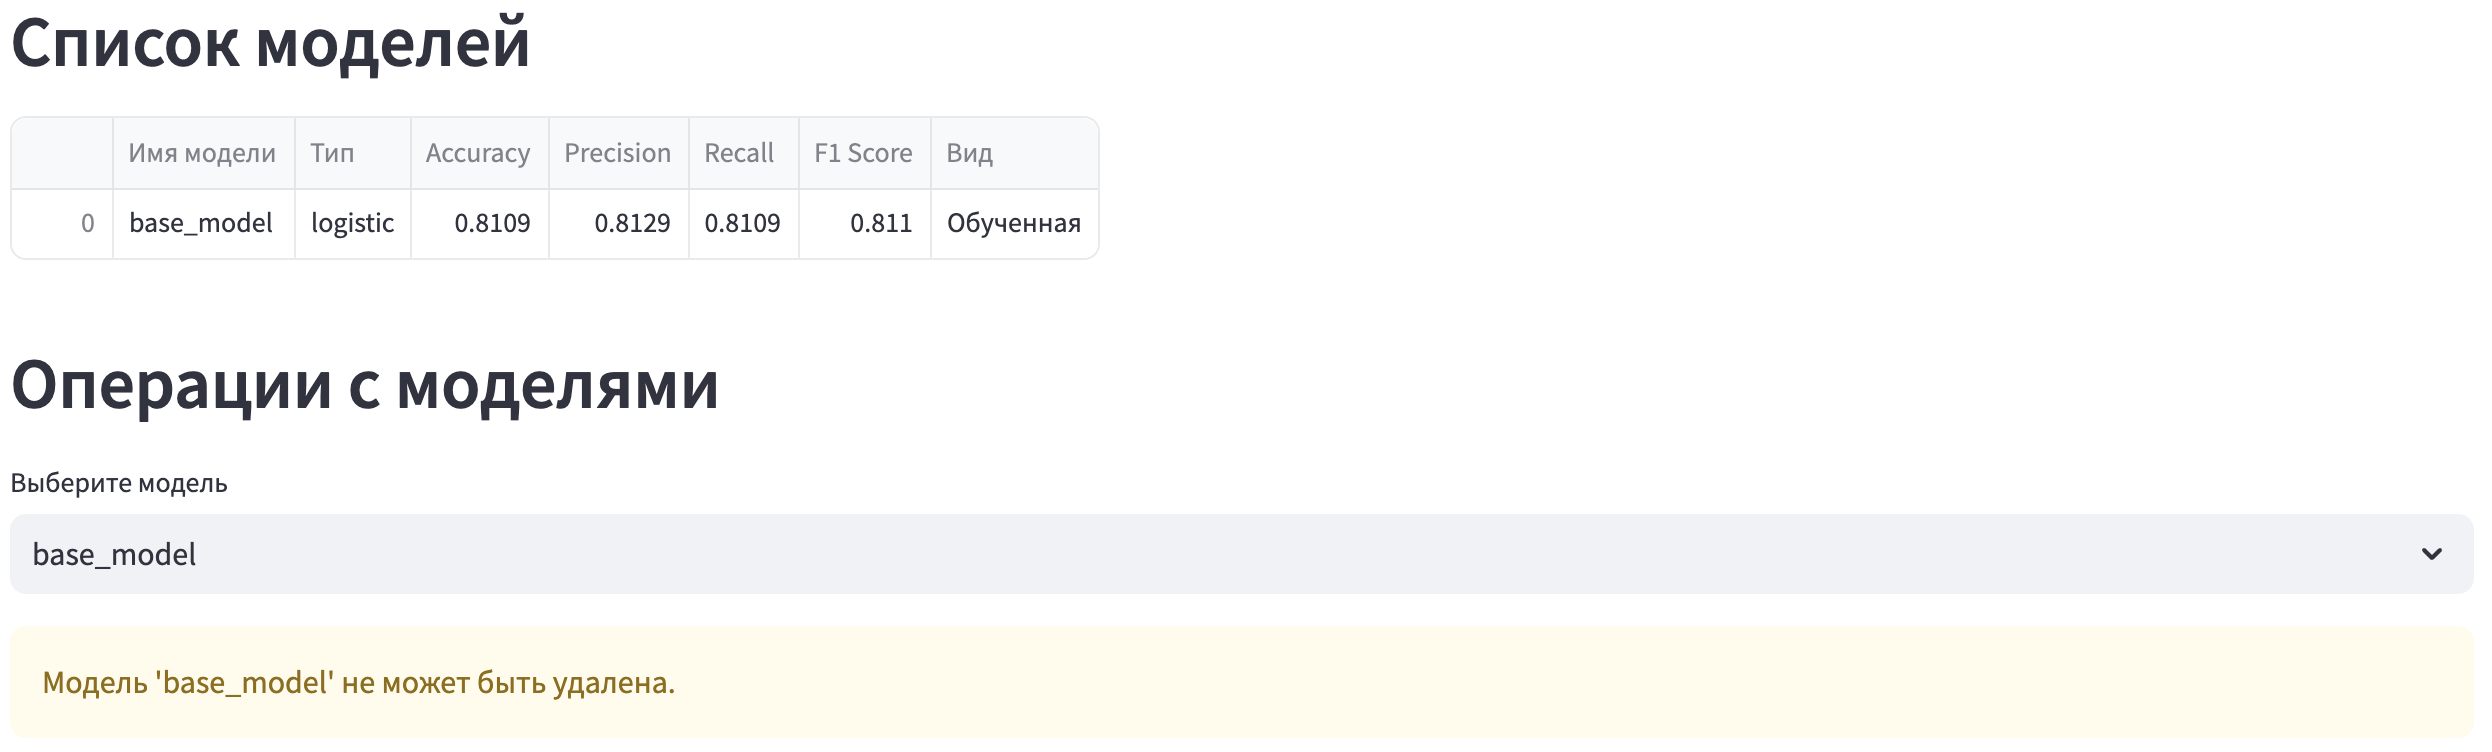 Список моделей
Имя модели Тип Accuracy Precision Recall F1 Score Вид
0 base_model logistic 0.8109 0.8129 0.8109 0.811 Обученная
Операции с моделями
Выберите модель
base_model
Модель 'base_model' не может быть удалена.